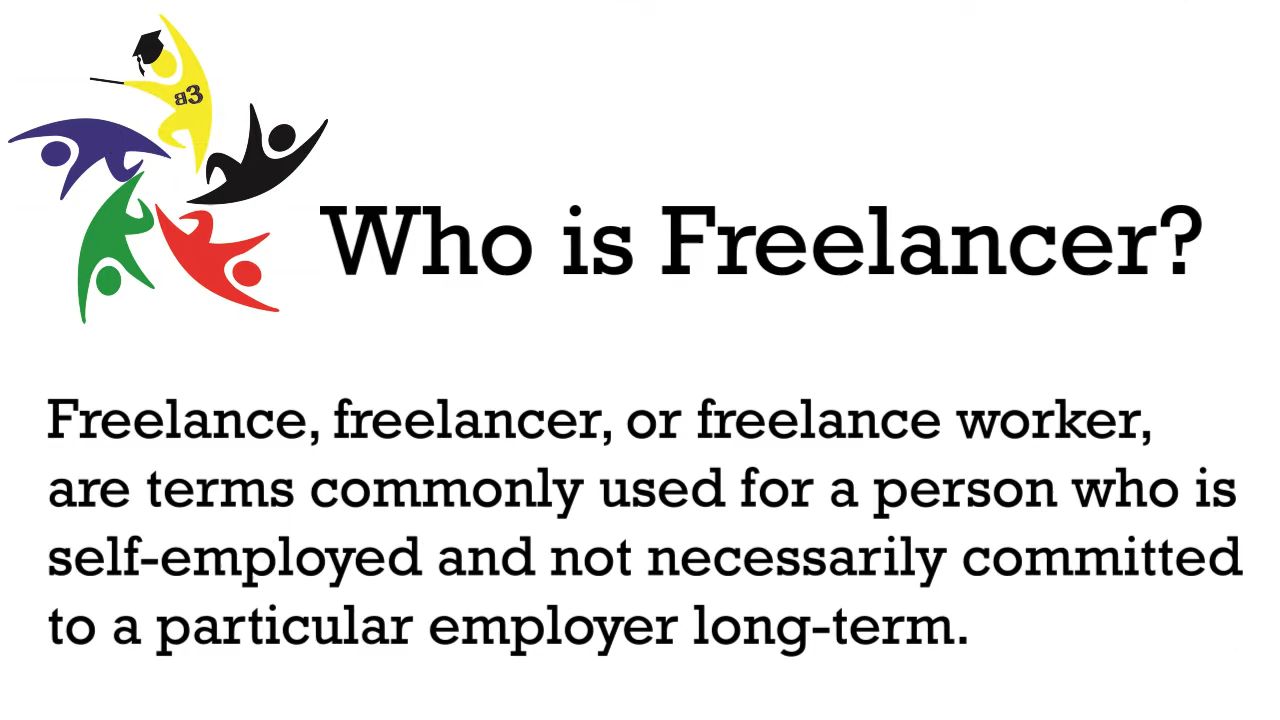 B3
Who is Freelancer?
Freelance, freelancer, or freelance worker,
are terms commonly used for a person who is
self-employed and not necessarily committed
to a particular employer long-term.